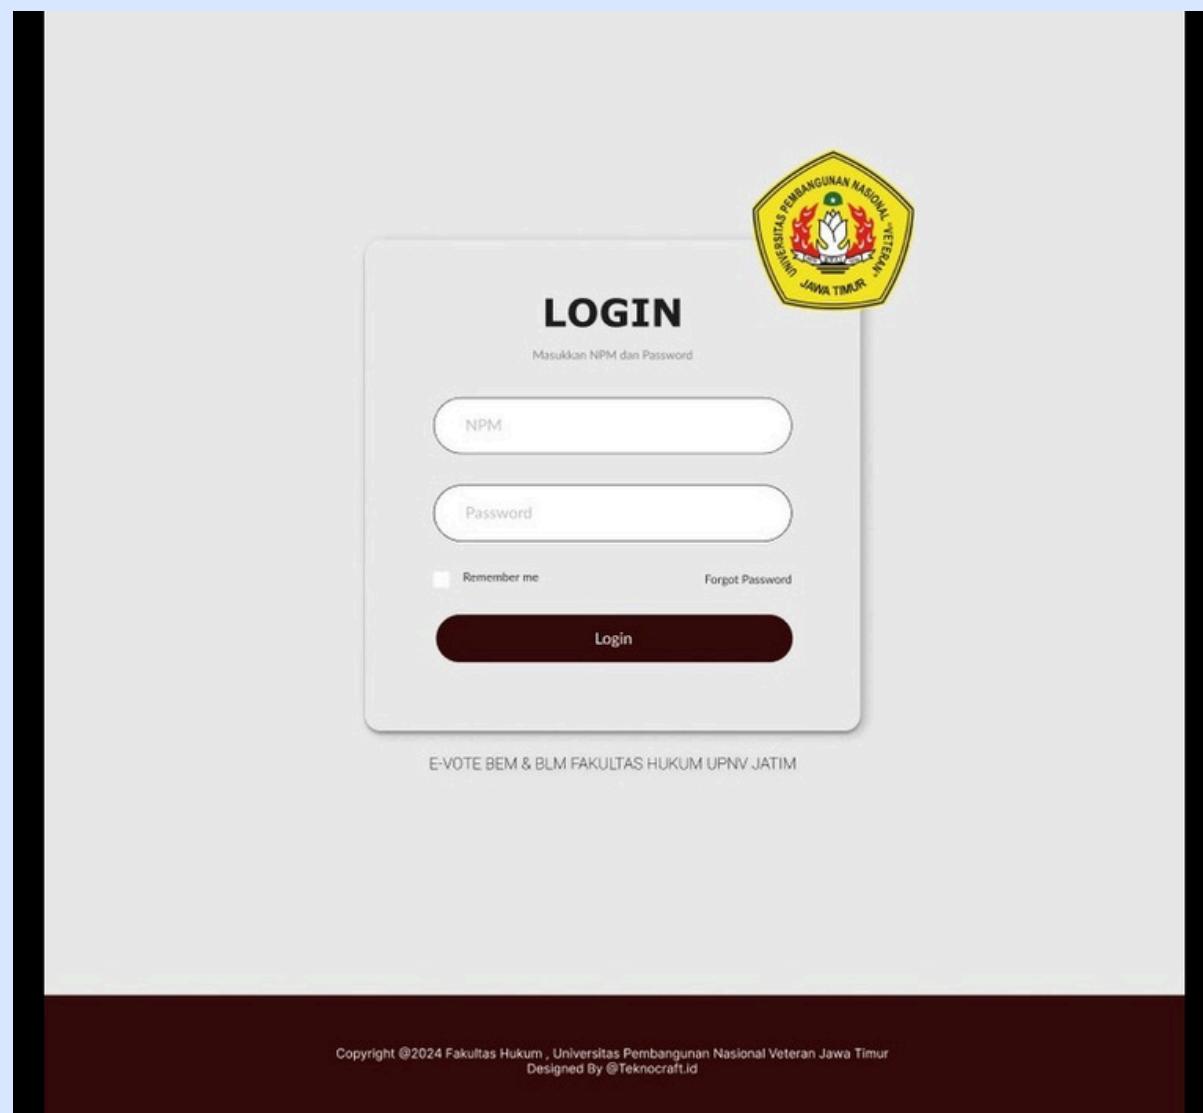 UNIVERSITAS PEMBANGUNAN NASIONAL "VETERAN"
JAWA TIMUR
LOGIN
Masukkan NPM dan Password
NPM
Password
Remember me
Forgot Password
Login
E-VOTE BEM & BLM FAKULTAS HUKUM UPNV JATIM
Copyright @2024 Fakultas Hukum , Universitas Pembangunan Nasional Veteran Jawa Timur
Designed By @Teknocraft.id